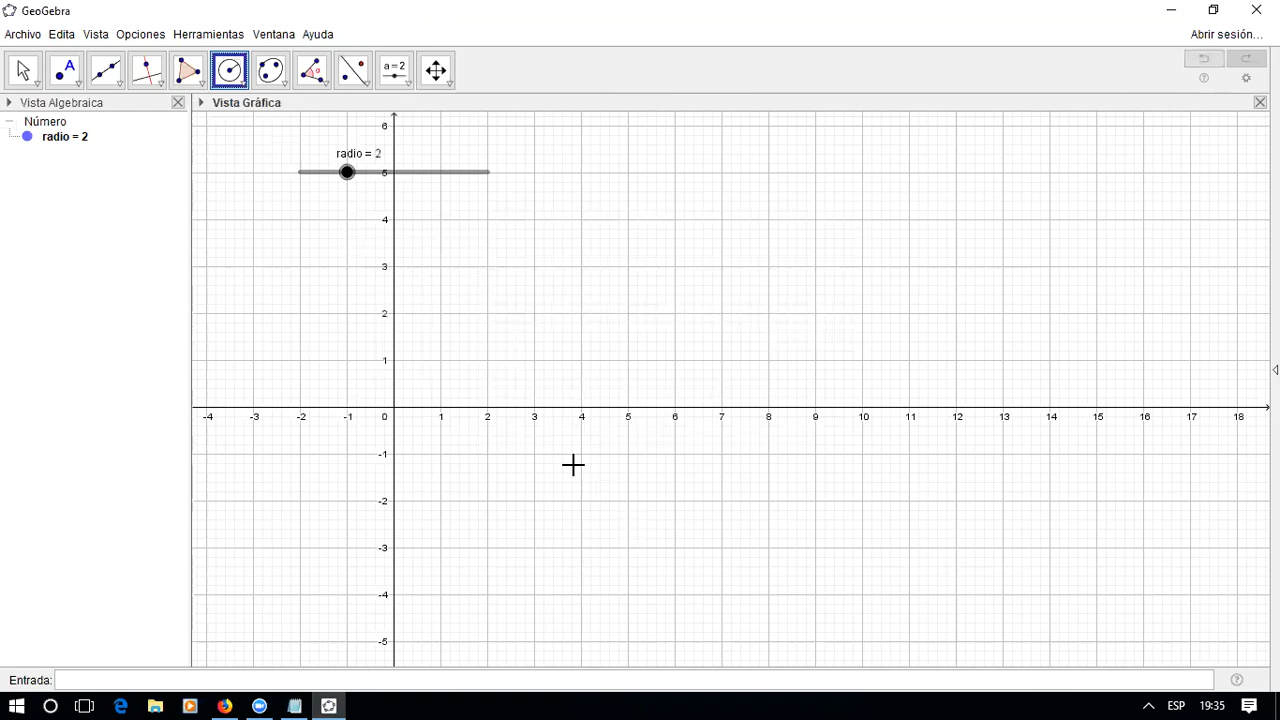 GeoGebra
Archivo Edita Vista Opciones Herramientas Ventana Ayuda Abrir sesión...
A a = 2
Vista Algebraica Vista Gráfica
Número
radio = 2
radio = 2
6
5
4
3
2
1
-4 -3 -2 -1 0 1 2 3 4 5 6 7 8 9 10 11 12 13 14 15 16 17 18
-1
-2
-3
-4
-5
Entrada:
ESP 19:35